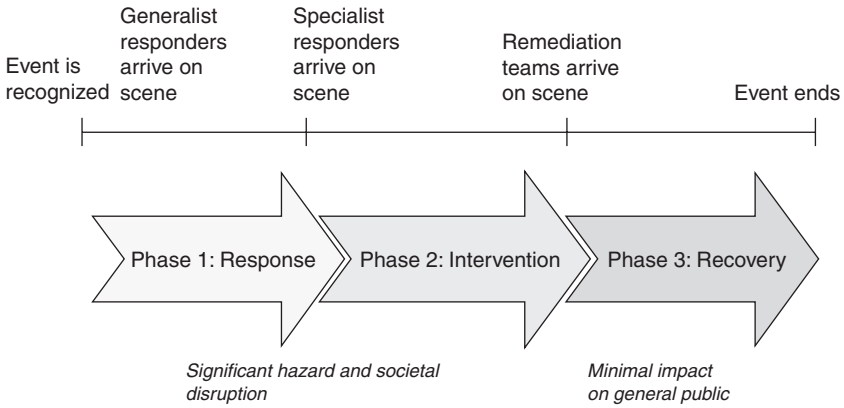 Event is
recognized
Generalist
responders
arrive on
scene
Specialist
responders
arrive on
scene
Remediation
teams arrive
on scene
Event ends
Phase 1: Response
Phase 2: Intervention
Phase 3: Recovery
Significant hazard and societal
disruption
Minimal impact
on general public